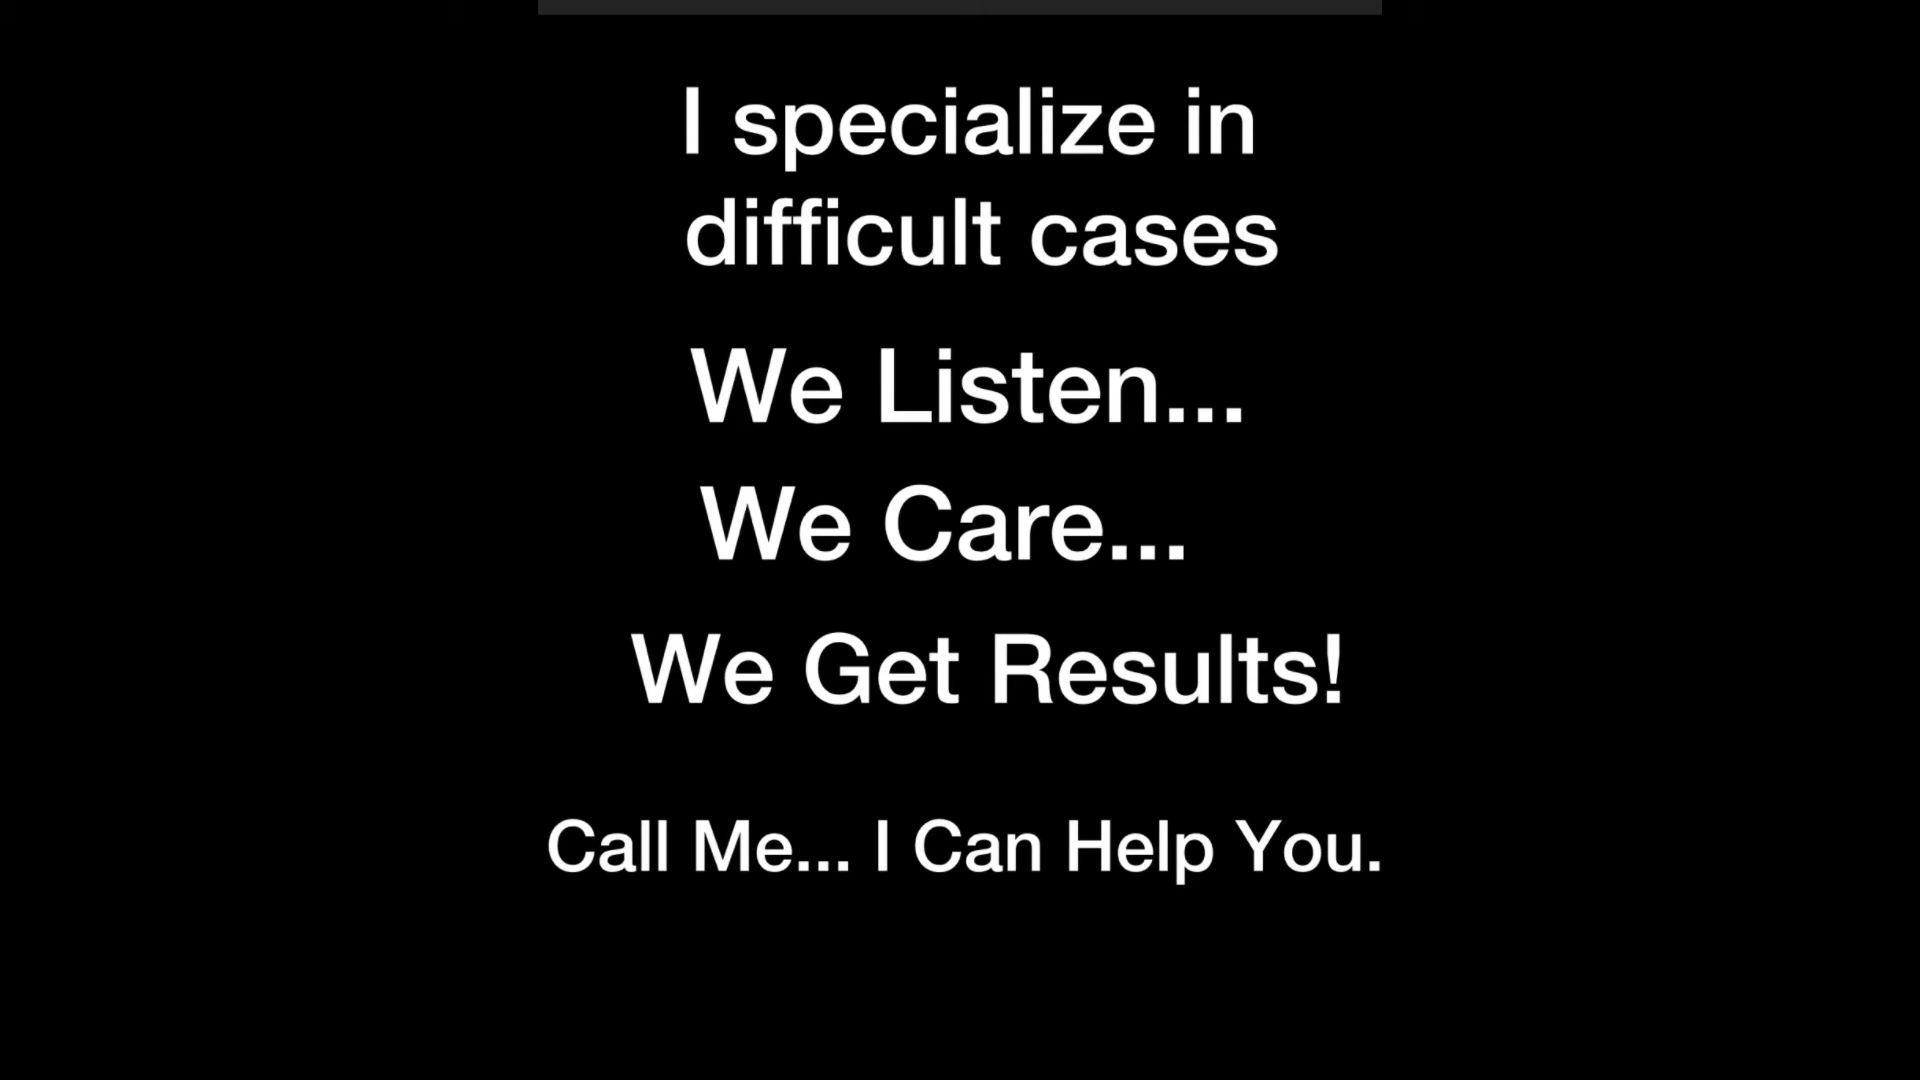 I specialize in
difficult cases
We Listen...
We Care...
We Get Results!
Call Me... I Can Help You.